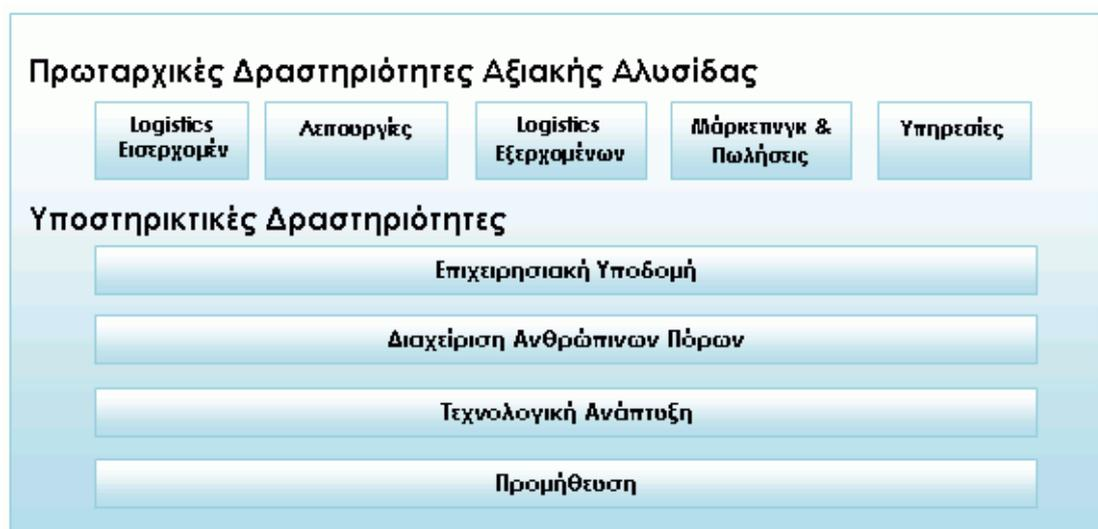 Πρωταρχικές Δραστηριότητες Αξιακής Αλυσίδας
Logistics
Εισερχομέν
Λειτουργίες
Logistics
Εξερχομένων
Μάρκετινγκ &
Πωλήσεις
Υπηρεσίες
Υποστηρικτικές Δραστηριότητες
Επιχειρησιακή Υποδομή
Διαχείριση Ανθρώπινων Πόρων
Τεχνολογική Ανάπτυξη
Προμήθευση